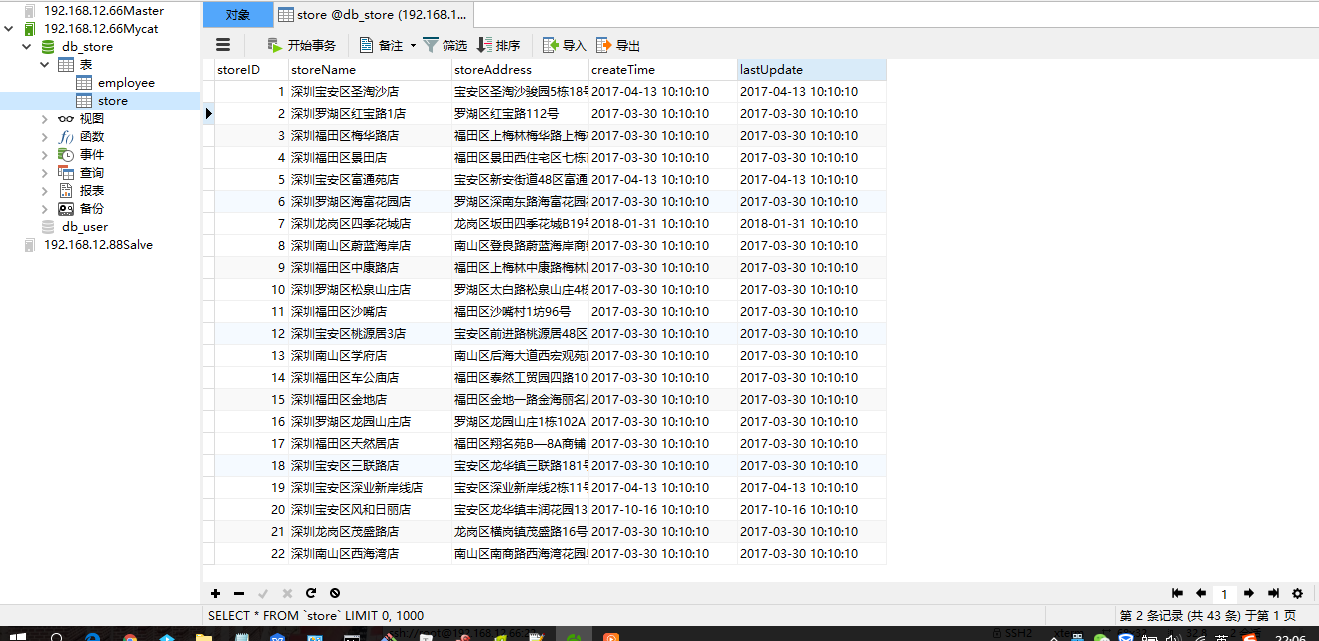 192.168.12.66Master
192.168.12.66Mycat
db_store
表
employee
store
视图
函数
事件
查询
报表
备份
db_user
192.168.12.88Salve
对象 store @db_store (192.168.1...
开始事务 备注 筛选 排序 导入 导出
storeID storeName storeAddress createTime lastUpdate
1 深圳宝安区圣淘沙店 宝安区圣淘沙骏园5栋18号 2017-04-13 10:10:10 2017-04-13 10:10:10
2 深圳罗湖区红宝路1店 罗湖区红宝路112号 2017-03-30 10:10:10 2017-03-30 10:10:10
3 深圳福田区梅华路店 福田区上梅林梅华路上梅 2017-03-30 10:10:10 2017-03-30 10:10:10
4 深圳福田区景田店 福田区景田西住宅区七栋 2017-03-30 10:10:10 2017-03-30 10:10:10
5 深圳宝安区富通苑店 宝安区新安街道48区富通 2017-04-13 10:10:10 2017-04-13 10:10:10
6 深圳罗湖区海富花园店 罗湖区深南东路海富花园 2017-03-30 10:10:10 2017-03-30 10:10:10
7 深圳龙岗区四季花城店 龙岗区坂田四季花城B19 2018-01-31 10:10:10 2018-01-31 10:10:10
8 深圳南山区蔚蓝海岸店 南山区登良路蔚蓝海岸商 2017-03-30 10:10:10 2017-03-30 10:10:10
9 深圳福田区中康路店 福田区上梅林中康路梅林 2017-03-30 10:10:10 2017-03-30 10:10:10
10 深圳罗湖区松泉山庄店 罗湖区太白路松泉山庄4栋 2017-03-30 10:10:10 2017-03-30 10:10:10
11 深圳福田区沙嘴店 福田区沙嘴村1坊96号 2017-03-30 10:10:10 2017-03-30 10:10:10
12 深圳宝安区桃源居3店 宝安区前进路桃源居48区 2017-03-30 10:10:10 2017-03-30 10:10:10
13 深圳南山区学府店 南山区后海大道西宏观苑 2017-03-30 10:10:10 2017-03-30 10:10:10
14 深圳福田区车公庙店 福田区泰然工贸园四路10 2017-03-30 10:10:10 2017-03-30 10:10:10
15 深圳福田区金地店 福田区金地一路金海丽名 2017-03-30 10:10:10 2017-03-30 10:10:10
16 深圳罗湖区龙园山庄店 罗湖区龙园山庄1栋102A 2017-03-30 10:10:10 2017-03-30 10:10:10
17 深圳福田区天然居店 福田区翔名苑B—8A商铺 2017-03-30 10:10:10 2017-03-30 10:10:10
18 深圳宝安区三联路店 宝安区龙华镇三联路181号 2017-03-30 10:10:10 2017-03-30 10:10:10
19 深圳宝安区深业新岸线店 宝安区深业新岸线2栋11号 2017-04-13 10:10:10 2017-04-13 10:10:10
20 深圳宝安区风和日丽店 宝安区龙华镇丰润花园13 2017-10-16 10:10:10 2017-10-16 10:10:10
21 深圳龙岗区茂盛路店 龙岗区横岗镇茂盛路16号 2017-03-30 10:10:10 2017-03-30 10:10:10
22 深圳南山区西海湾店 南山区南商路西海湾花园 2017-03-30 10:10:10 2017-03-30 10:10:10
1
SELECT * FROM `store` LIMIT 0, 1000 第 2 条记录 (共 43 条) 于第 1 页
SSH2
22:06